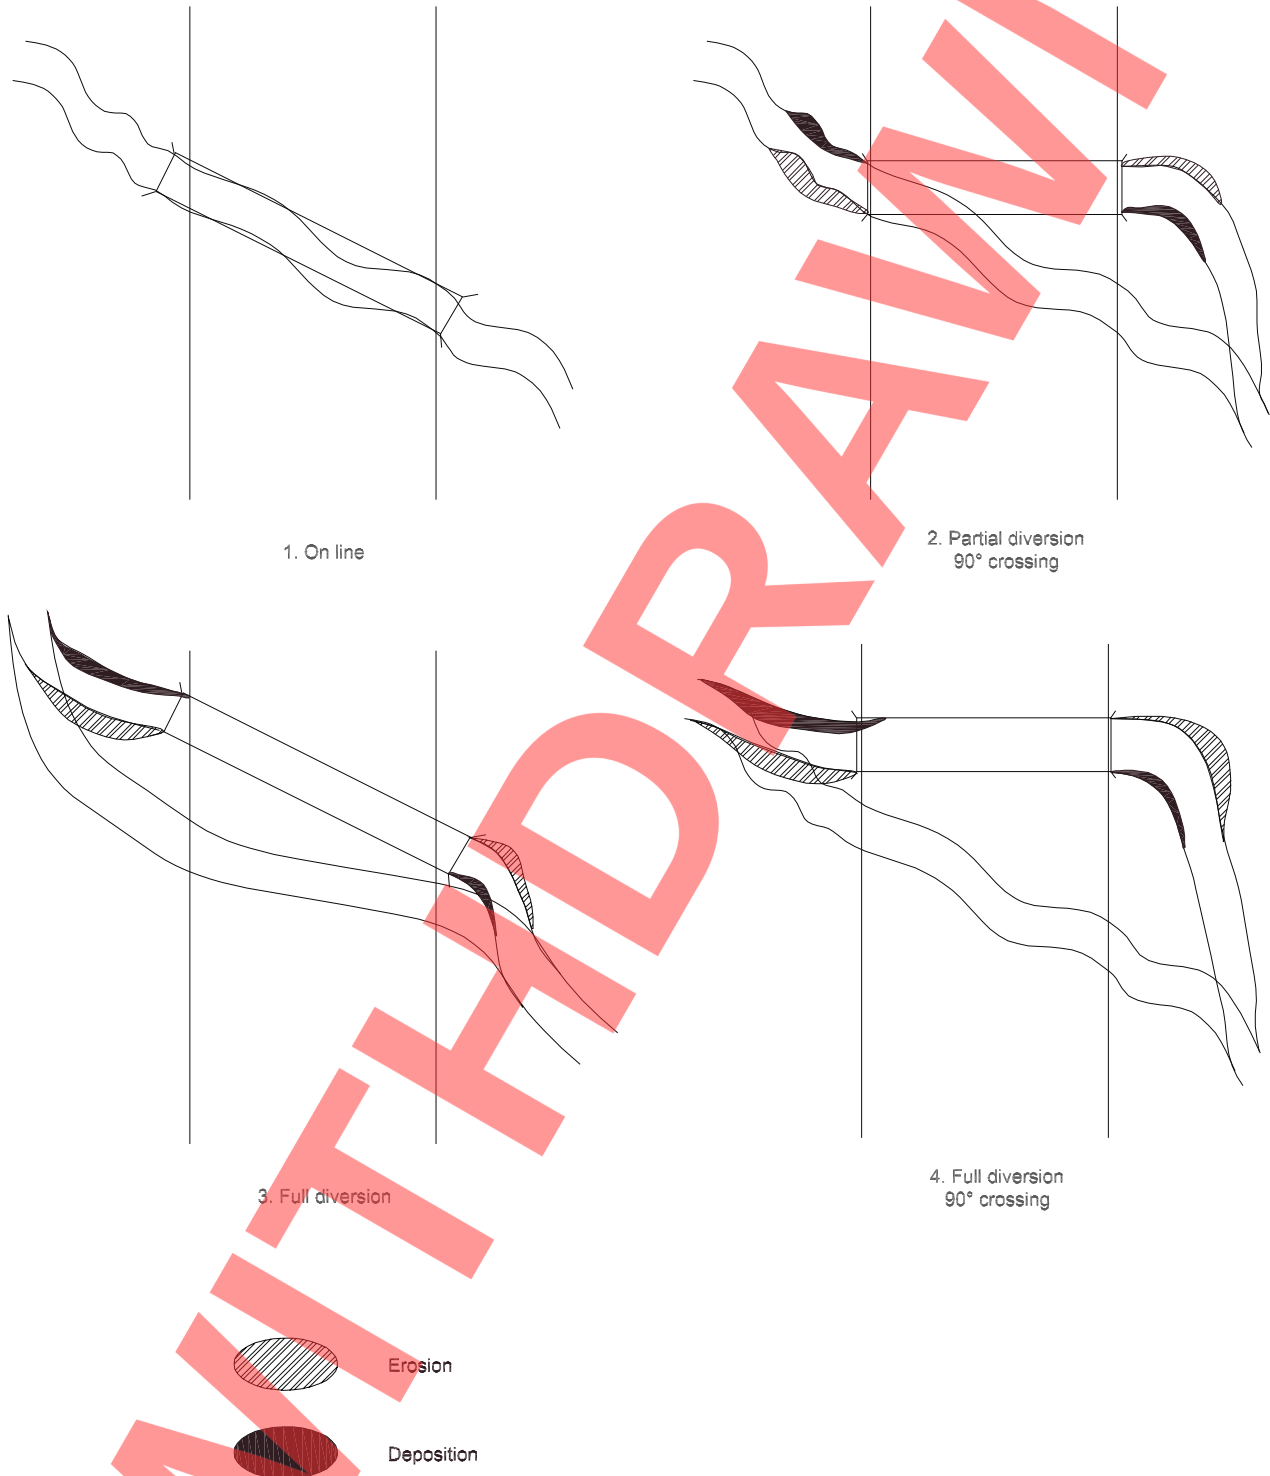 1. On line
2. Partial diversion
90° crossing
3. Full diversion
4. Full diversion
90° crossing
Erosion
Deposition
WITHDRAWN